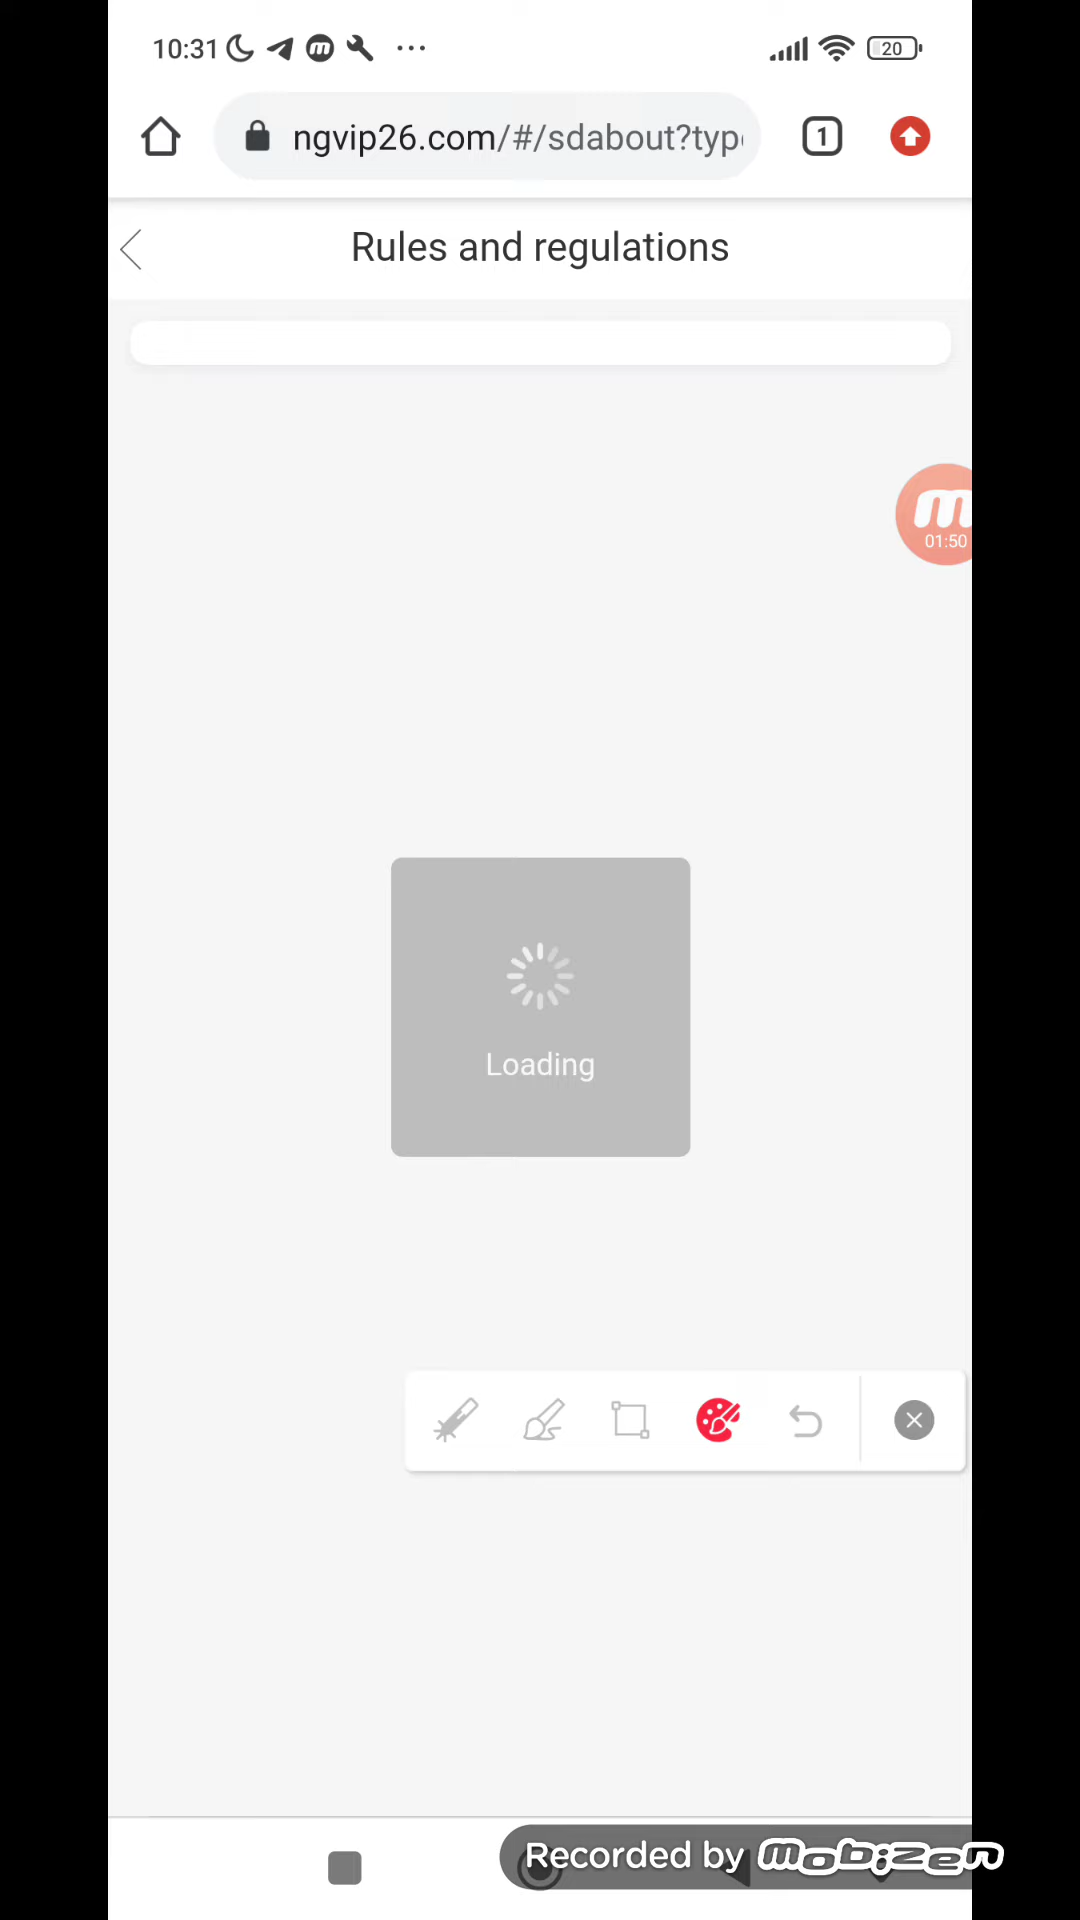 10:31
20
ngvip26.com/#/sdabout?typ
1
Rules and regulations
01:50
Loading
Recorded by mobizen